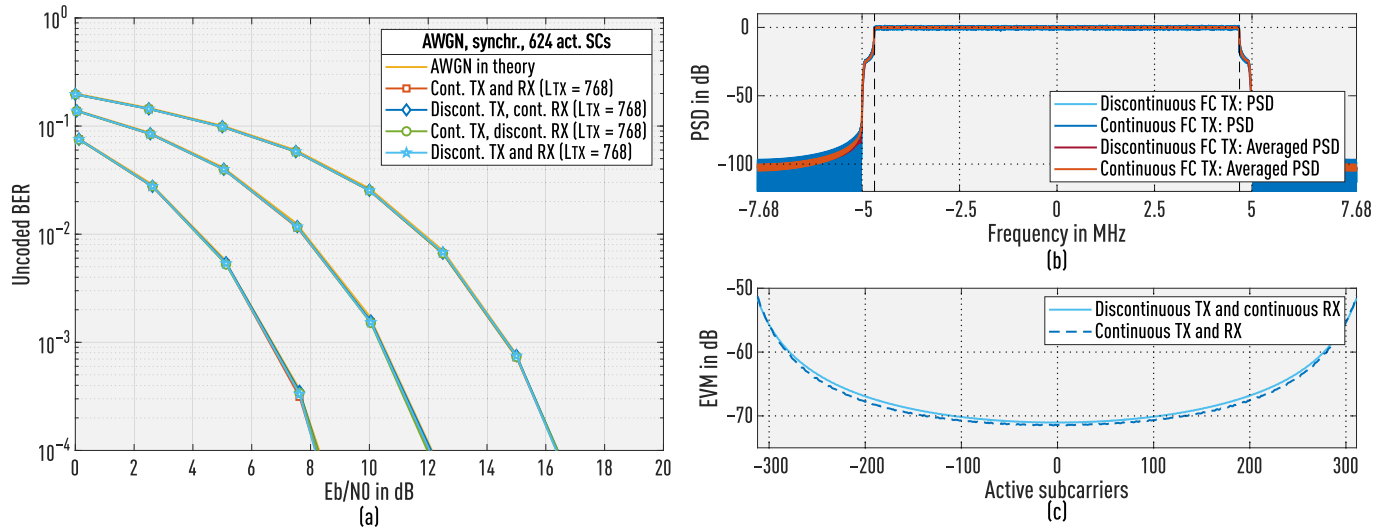 AWGN, synchr., 624 act. SCs
AWGN in theory
Cont. TX and RX (LTX = 768)
Discont. TX, cont. RX (LTX = 768)
Cont. TX, discont. RX (LTX = 768)
Discont. TX and RX (LTX = 768)
Uncoded BER
10⁰
10⁻¹
10⁻²
10⁻³
10⁻⁴
0 2 4 6 8 10 12 14 16 18 20
Eb/N0 in dB
(a)
PSD in dB
0
−50
−100
Discontinuous FC TX: PSD
Continuous FC TX: PSD
Discontinuous FC TX: Averaged PSD
Continuous FC TX: Averaged PSD
−7.68 −5 −2.5 0 2.5 5 7.68
Frequency in MHz
(b)
EVM in dB
−50
−60
−70
Discontinuous TX and continuous RX
Continuous TX and RX
−300 −200 −100 0 100 200 300
Active subcarriers
(c)